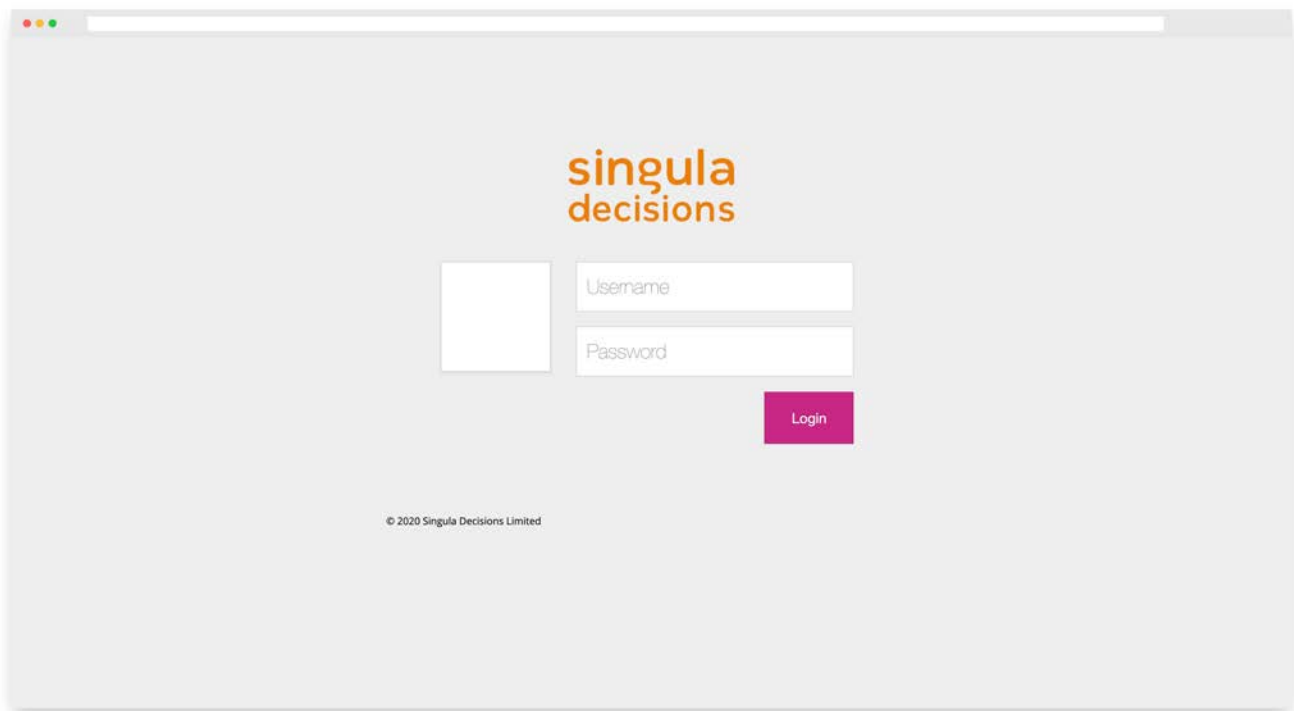 singula
decisions
Username
Password
Login
© 2020 Singula Decisions Limited